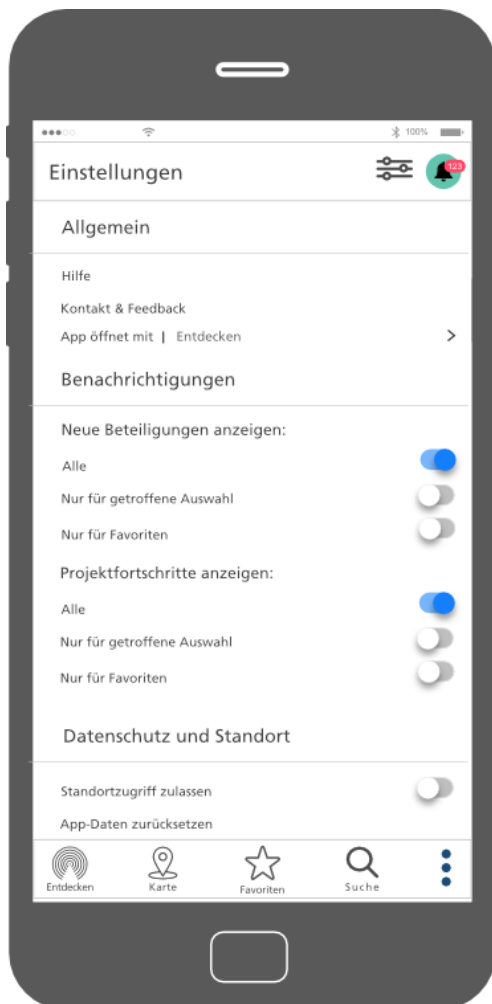 100%
Einstellungen
123
Allgemein
Hilfe
Kontakt & Feedback
App öffnet mit | Entdecken
Benachrichtigungen
Neue Beteiligungen anzeigen:
Alle
Nur für getroffene Auswahl
Nur für Favoriten
Projektfortschritte anzeigen:
Alle
Nur für getroffene Auswahl
Nur für Favoriten
Datenschutz und Standort
Standortzugriff zulassen
App-Daten zurücksetzen
Entdecken Karte Favoriten Suche